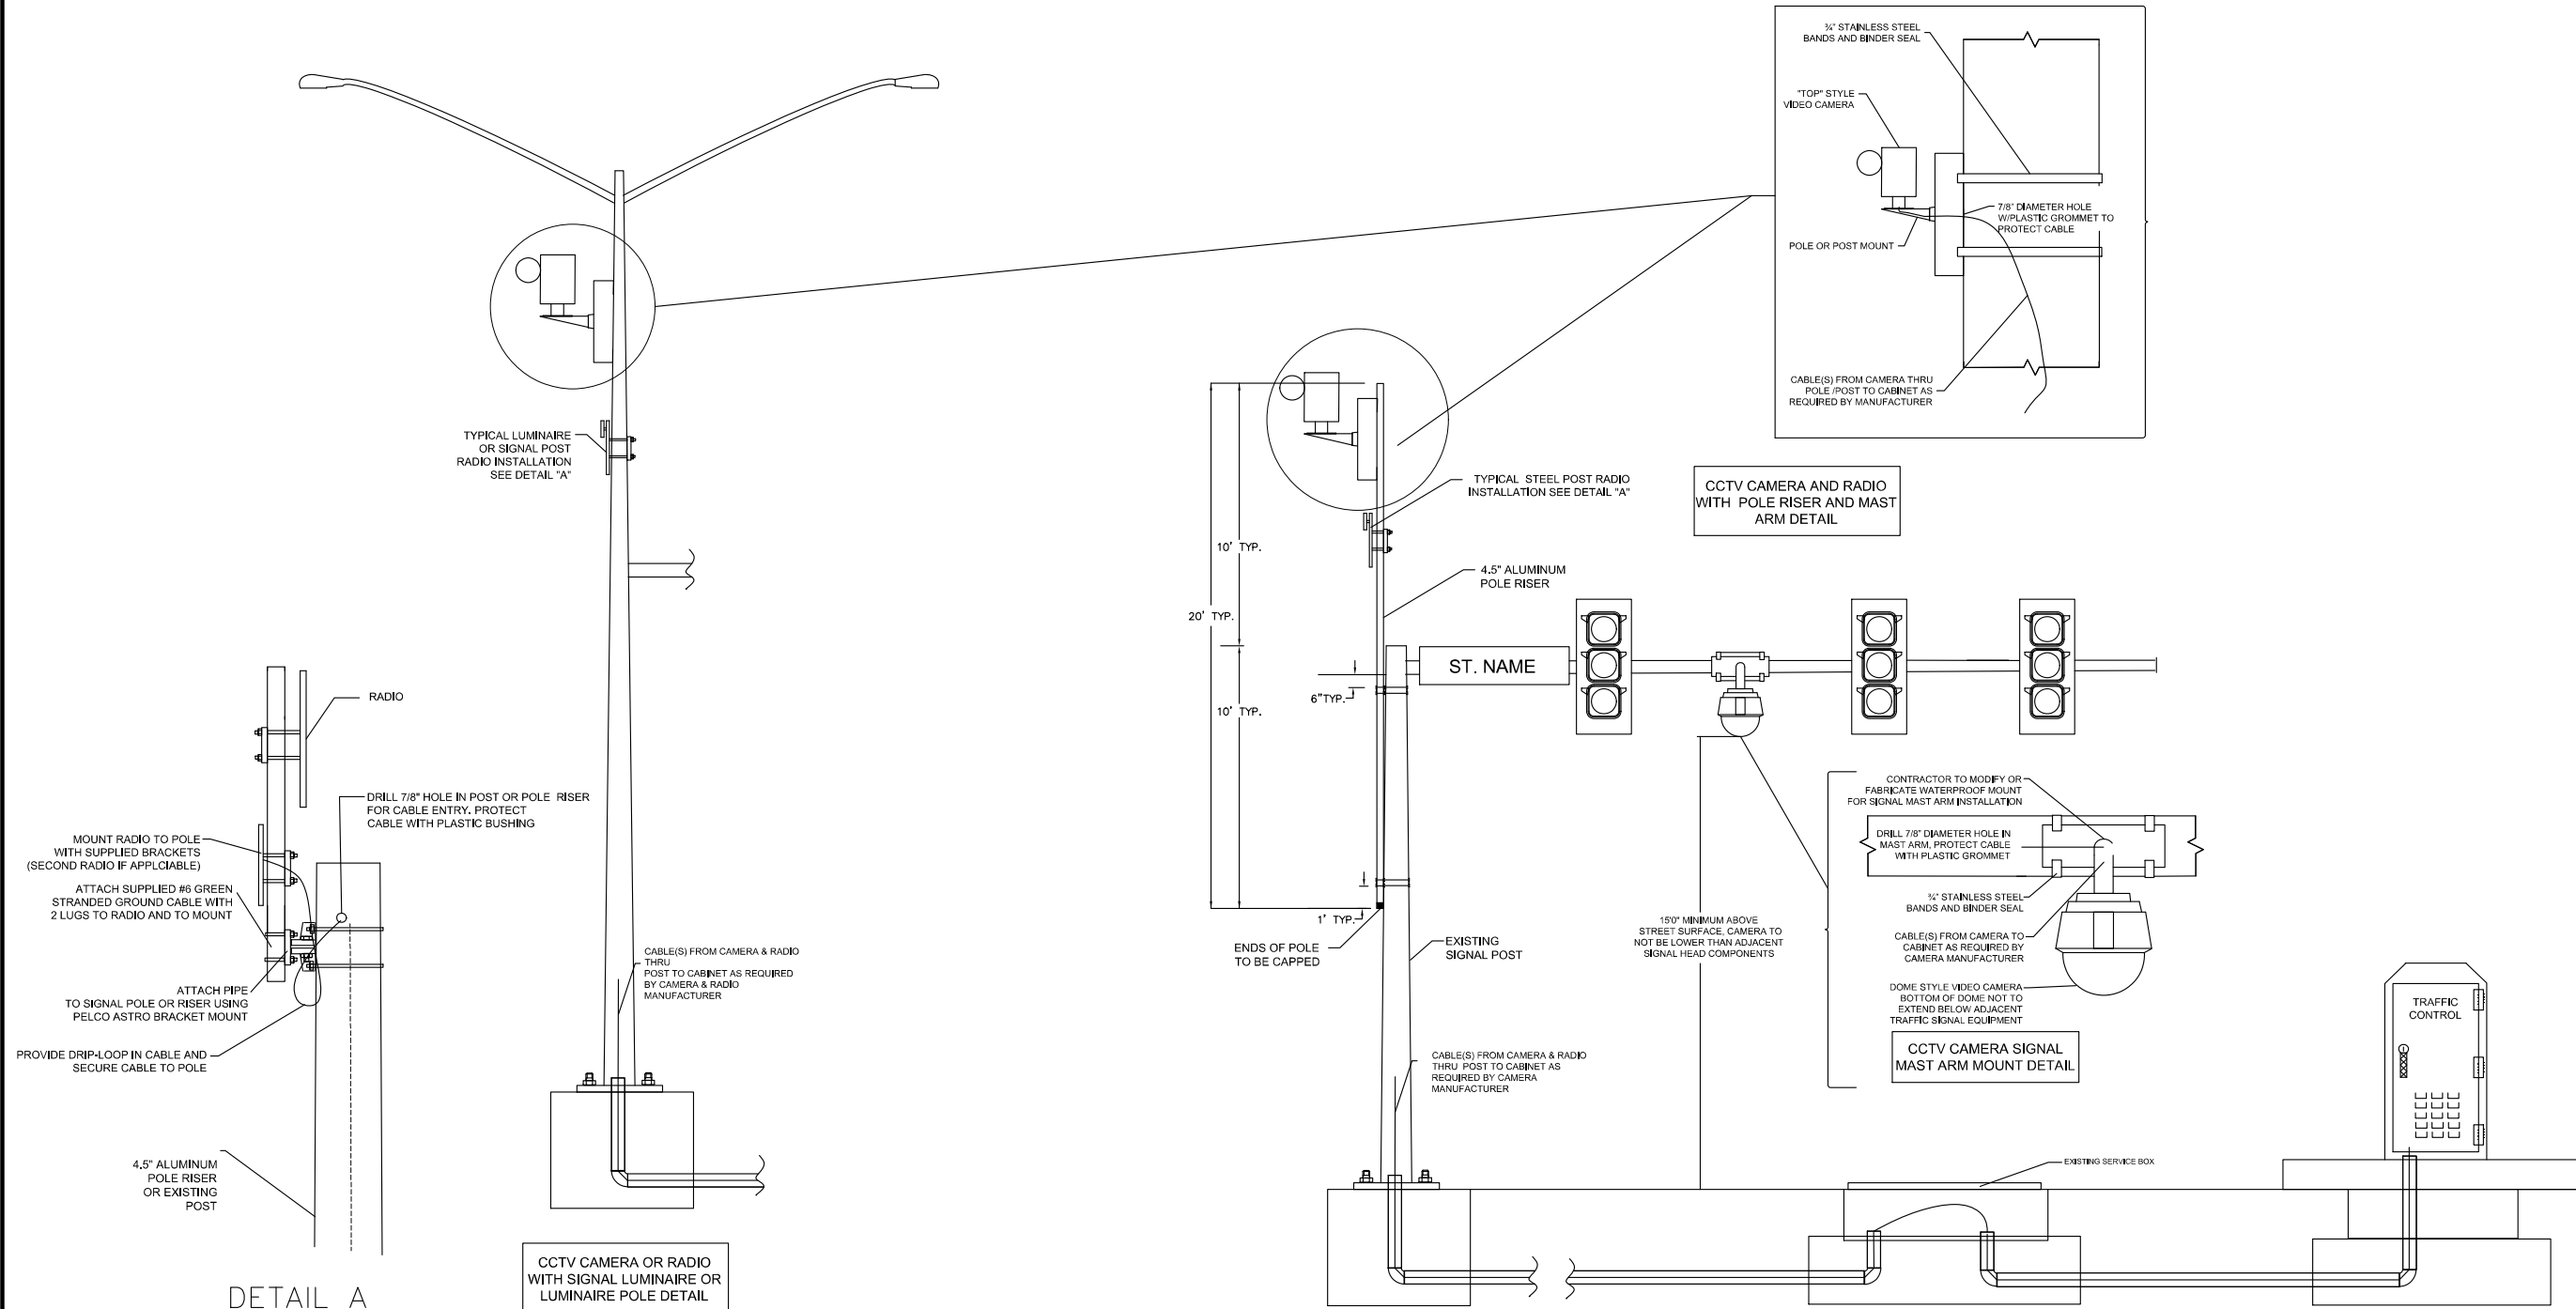 ¾" STAINLESS STEEL
BANDS AND BINDER SEAL
"TOP" STYLE
VIDEO CAMERA
7/8" DIAMETER HOLE
W/PLASTIC GROMMET TO
PROTECT CABLE
POLE OR POST MOUNT
CABLE(S) FROM CAMERA THRU
POLE /POST TO CABINET AS
REQUIRED BY MANUFACTURER
CCTV CAMERA AND RADIO
WITH POLE RISER AND MAST
ARM DETAIL
TYPICAL LUMINAIRE
OR SIGNAL POST
RADIO INSTALLATION
SEE DETAIL "A"
TYPICAL STEEL POST RADIO
INSTALLATION SEE DETAIL "A"
10' TYP.
4.5" ALUMINUM
POLE RISER
20' TYP.
ST. NAME
6"TYP.
10' TYP.
RADIO
DRILL 7/8" HOLE IN POST OR POLE RISER
FOR CABLE ENTRY. PROTECT
CABLE WITH PLASTIC BUSHING
MOUNT RADIO TO POLE
WITH SUPPLIED BRACKETS
(SECOND RADIO IF APPLCIABLE)
ATTACH SUPPLIED #6 GREEN
STRANDED GROUND CABLE WITH
2 LUGS TO RADIO AND TO MOUNT
ATTACH PIPE
TO SIGNAL POLE OR RISER USING
PELCO ASTRO BRACKET MOUNT
PROVIDE DRIP-LOOP IN CABLE AND
SECURE CABLE TO POLE
4.5" ALUMINUM
POLE RISER
OR EXISTING
POST
DETAIL A
CABLE(S) FROM CAMERA & RADIO
THRU
POST TO CABINET AS REQUIRED
BY CAMERA & RADIO
MANUFACTURER
CCTV CAMERA OR RADIO
WITH SIGNAL LUMINAIRE OR
LUMINAIRE POLE DETAIL
1' TYP.
ENDS OF POLE
TO BE CAPPED
EXISTING
SIGNAL POST
CABLE(S) FROM CAMERA & RADIO
THRU POST TO CABINET AS
REQUIRED BY CAMERA
MANUFACTURER
15'0" MINIMUM ABOVE
STREET SURFACE, CAMERA TO
NOT BE LOWER THAN ADJACENT
SIGNAL HEAD COMPONENTS
CONTRACTOR TO MODIFY OR
FABRICATE WATERPROOF MOUNT
FOR SIGNAL MAST ARM INSTALLATION
DRILL 7/8" DIAMETER HOLE IN
MAST ARM, PROTECT CABLE
WITH PLASTIC GROMMET
¾" STAINLESS STEEL
BANDS AND BINDER SEAL
CABLE(S) FROM CAMERA TO
CABINET AS REQUIRED BY
CAMERA MANUFACTURER
DOME STYLE VIDEO CAMERA
BOTTOM OF DOME NOT TO
EXTEND BELOW ADJACENT
TRAFFIC SIGNAL EQUIPMENT
CCTV CAMERA SIGNAL
MAST ARM MOUNT DETAIL
EXISTING SERVICE BOX
TRAFFIC
CONTROL